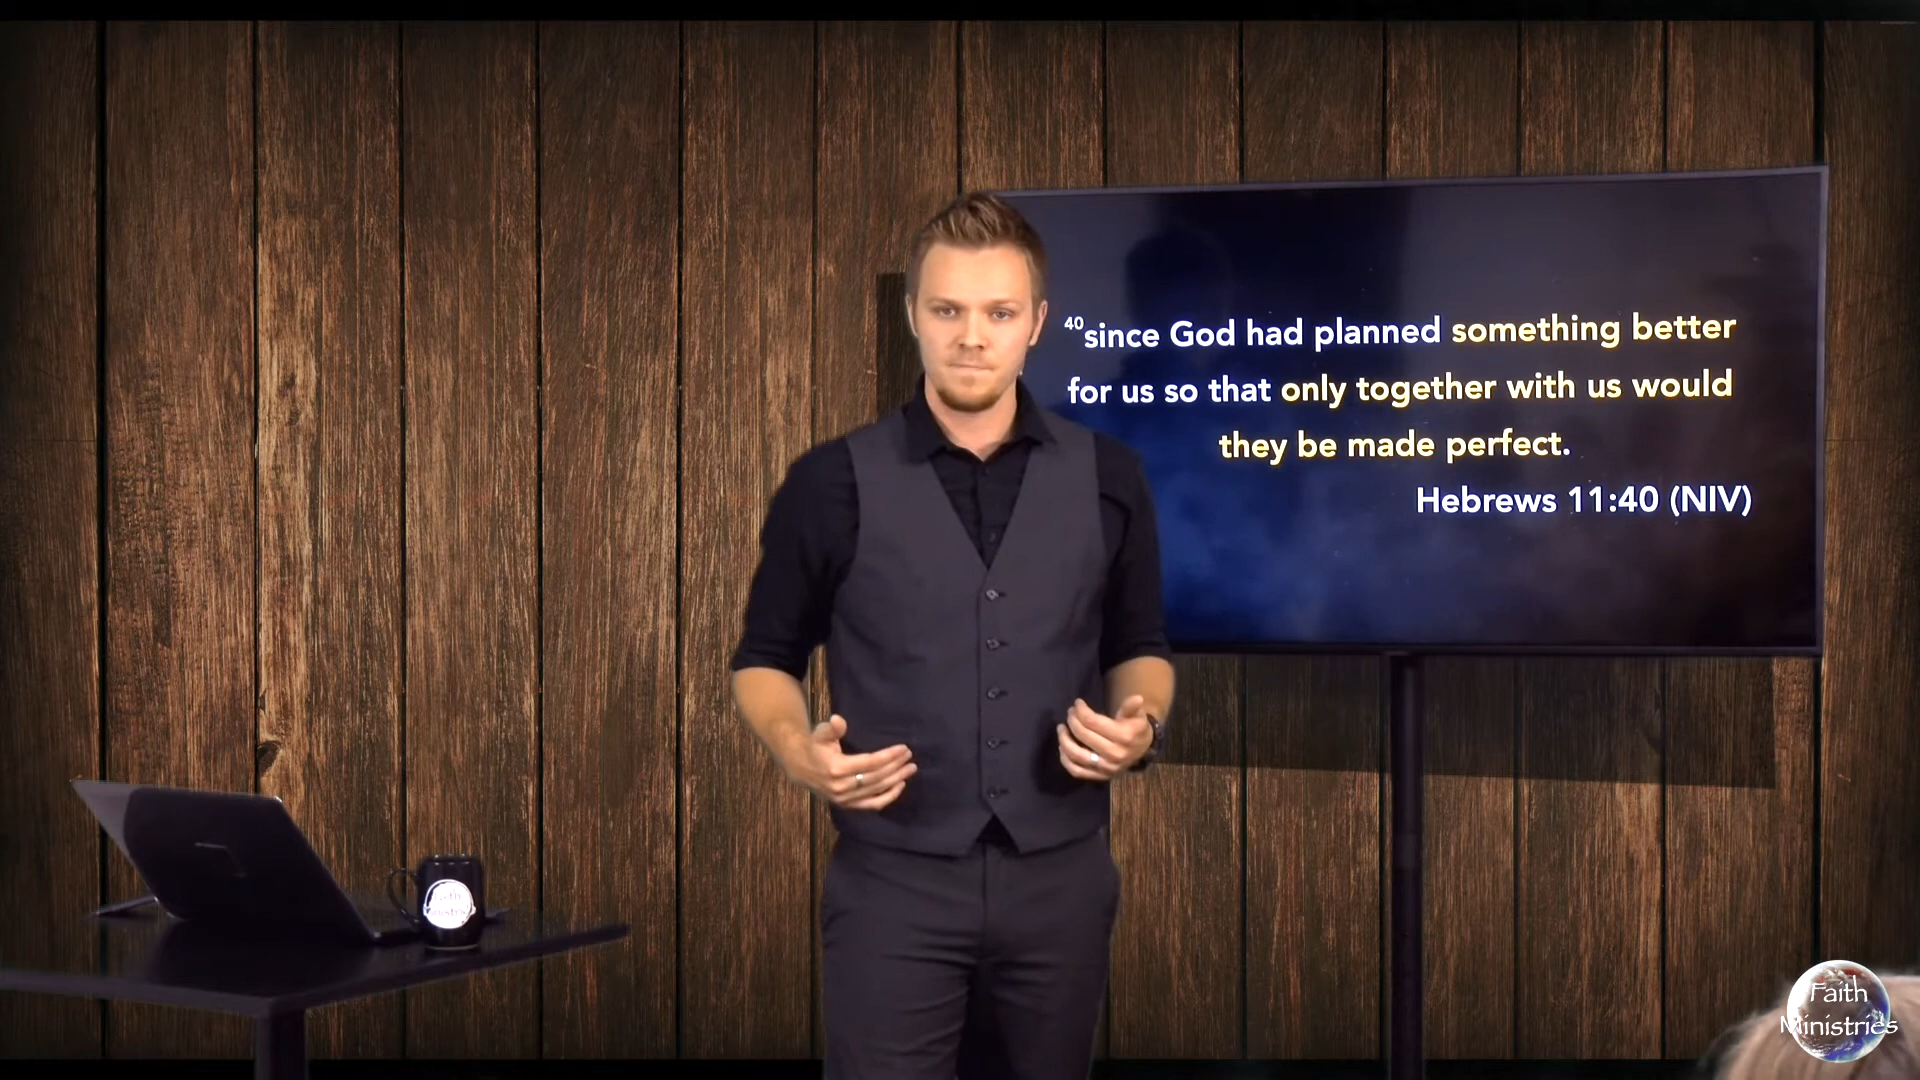 ⁴⁰since God had planned something better
for us so that only together with us would
they be made perfect.
Hebrews 11:40 (NIV)
Faith
Ministries